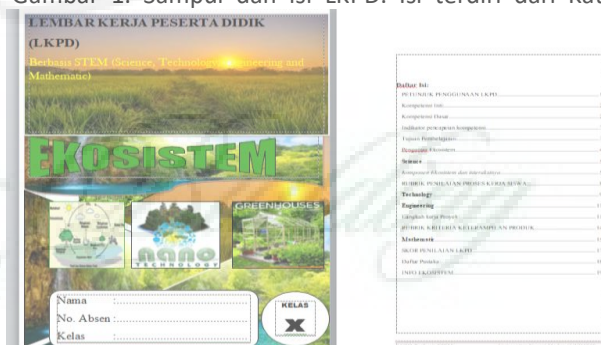 Gambar 1. Sampul dan isi LKPD. Isi terdiri dari
LEMBAR KERJA PESERTA DIDIK
(LKPD)
Berbasis STEM (Science, Technology, Engineering and
Mathematic)
EKOSISTEM
GREENHOUSES
nano
TECHNOLOGY
Nama :
No. Absen :
Kelas :
KELAS
X
Daftar Isi:
PETUNJUK PENGGUNAAN LKPD
Kompetensi Inti
Kompetensi Dasar
Indikator pencapaian kompetensi
Tujuan Pembelajaran
Pengertian Ekosistem
Science
Komponen Ekosistem dan interaksinya
RUBRIK PENILAIAN PROSES KERJA SISWA
Technology
Engineering
Langkah kerja Proyek
RUBRIK KRITERIA KETERAMPILAN PRODUK
Mathematic
SKOR PENILAIAN LKPD
Daftar Pustaka
INFO EKOSISTEM